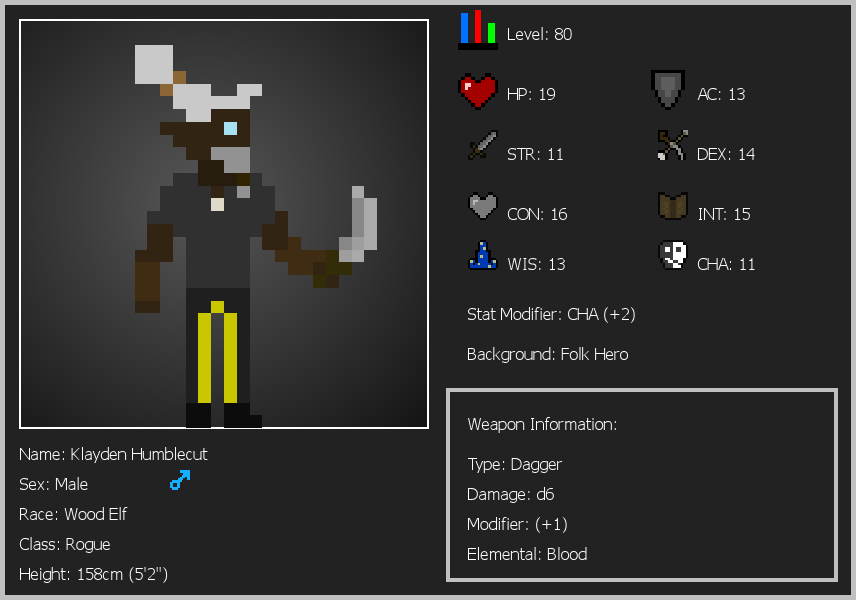 Level: 80
HP: 19
AC: 13
STR: 11
DEX: 14
CON: 16
INT: 15
WIS: 13
CHA: 11
Stat Modifier: CHA (+2)
Background: Folk Hero
Weapon Information:
Type: Dagger
Damage: d6
Modifier: (+1)
Elemental: Blood
Name: Klayden Humblecut
Sex: Male
Race: Wood Elf
Class: Rogue
Height: 158cm (5'2")